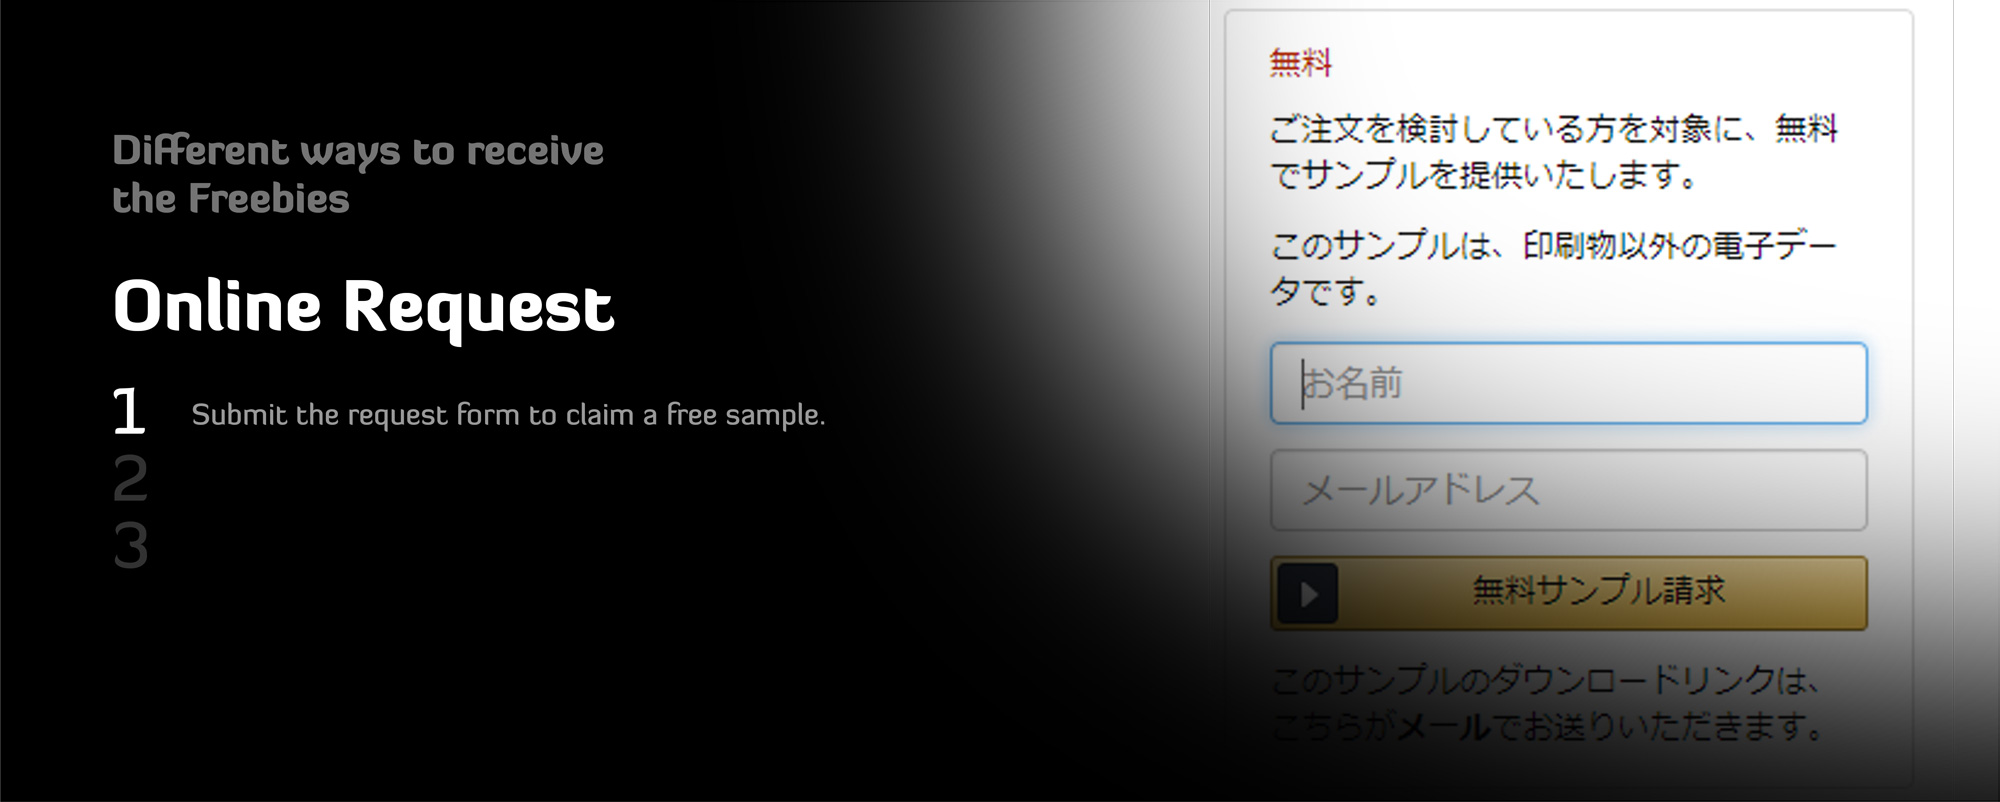 Different ways to receive
the Freebies
Online Request
1 Submit the request form to claim a free sample.
2
3
無料
ご注文を検討している方を対象に、無料
でサンプルを提供いたします。
このサンプルは、印刷物以外の電子デー
タです。
お名前
メールアドレス
無料サンプル請求
このサンプルのダウンロードリンクは、
こちらがメールでお送りいただきます。